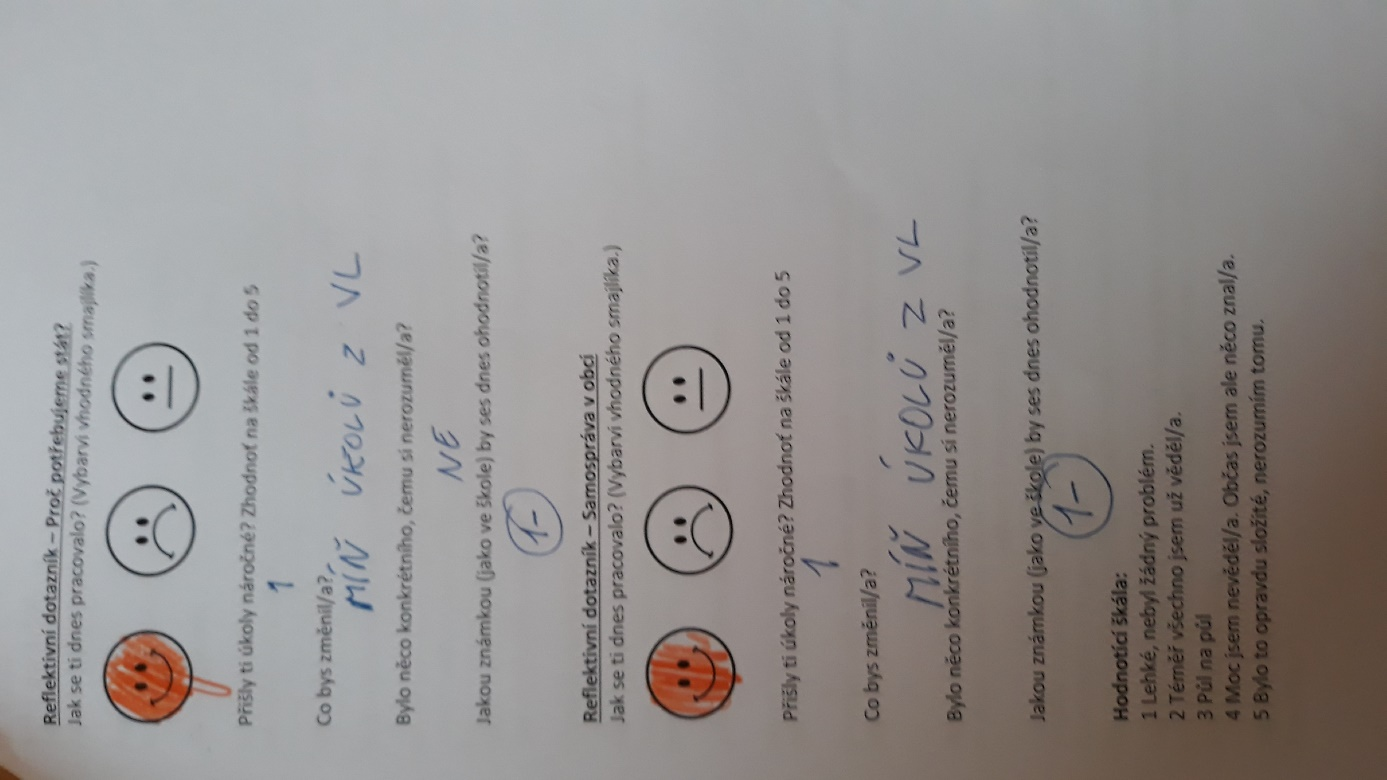 Reflektivní dotazník – Proč potřebujeme stát?
Jak se ti dnes pracovalo? (Vybarvi vhodného smajlíka.)
Přišly ti úkoly náročné? Zhodnoť na škále od 1 do 5
1
Co bys změnil/a?
MÍŇ ÚKOLŮ Z VL
Bylo něco konkrétního, čemu si nerozuměl/a?
NE
Jakou známkou (jako ve škole) by ses dnes ohodnotil/a?
1-
Reflektivní dotazník – Samospráva v obci
Jak se ti dnes pracovalo? (Vybarvi vhodného smajlíka.)
Přišly ti úkoly náročné? Zhodnoť na škále od 1 do 5
1
Co bys změnil/a?
MÍŇ ÚKOLŮ Z VL
Bylo něco konkrétního, čemu si nerozuměl/a?
Jakou známkou (jako ve škole) by ses dnes ohodnotil/a?
1-
Hodnotící škála:
1 Lehké, nebyl žádný problém.
2 Téměř všechno jsem už věděl/a.
3 Půl na půl
4 Moc jsem nevěděl/a. Občas jsem ale něco znal/a.
5 Bylo to opravdu složité, nerozumím tomu.